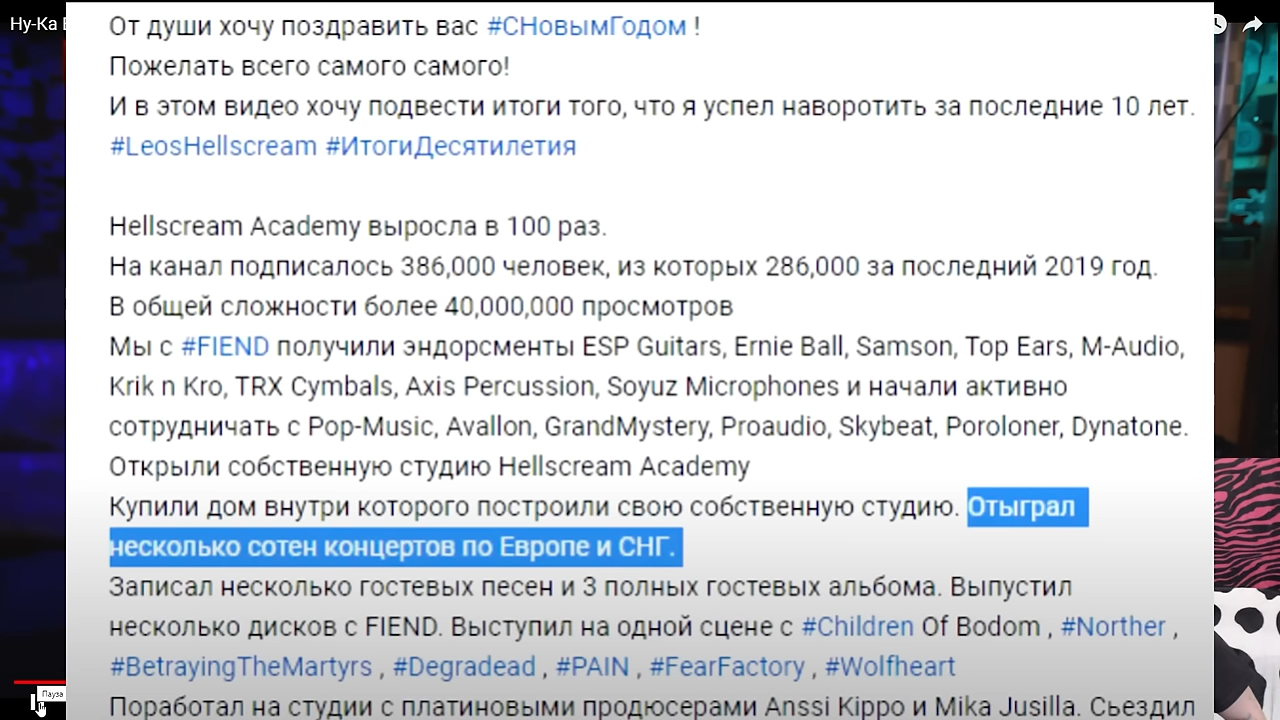 Ну-Ка
От души хочу поздравить вас #СНовымГодом !
Пожелать всего самого самого!
И в этом видео хочу подвести итоги того, что я успел наворотить за последние 10 лет.
#LeosHellscream #ИтогиДесятилетия
Hellscream Academy выросла в 100 раз.
На канал подписалось 386,000 человек, из которых 286,000 за последний 2019 год.
В общей сложности более 40,000,000 просмотров
Мы с #FIEND получили эндорсменты ESP Guitars, Ernie Ball, Samson, Top Ears, M-Audio,
Krik n Kro, TRX Cymbals, Axis Percussion, Soyuz Microphones и начали активно
сотрудничать с Pop-Music, Avallon, GrandMystery, Proaudio, Skybeat, Poroloner, Dynatone.
Открыли собственную студию Hellscream Academy
Купили дом внутри которого построили свою собственную студию. Отыграл
несколько сотен концертов по Европе и СНГ.
Записал несколько гостевых песен и 3 полных гостевых альбома. Выпустил
несколько дисков с FIEND. Выступил на одной сцене с #Children Of Bodom , #Norther ,
#BetrayingTheMartyrs , #Degradead , #PAIN , #FearFactory , #Wolfheart
Поработал на студии с платиновыми продюсерами Anssi Kippo и Mika Jusilla. Съездил
Пауза